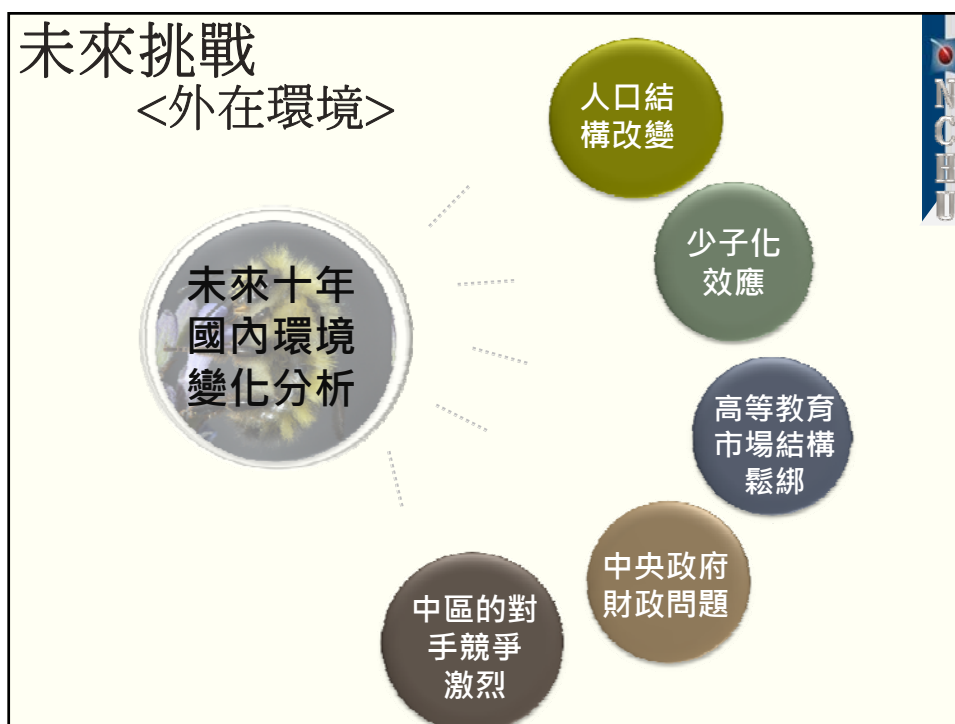 未來挑戰
<外在環境>
未來十年
國內環境
變化分析
人口結
構改變
少子化
效應
高等教育
市場結構
鬆綁
中央政府
財政問題
中區的對
手競爭
激烈
N
C
H
U